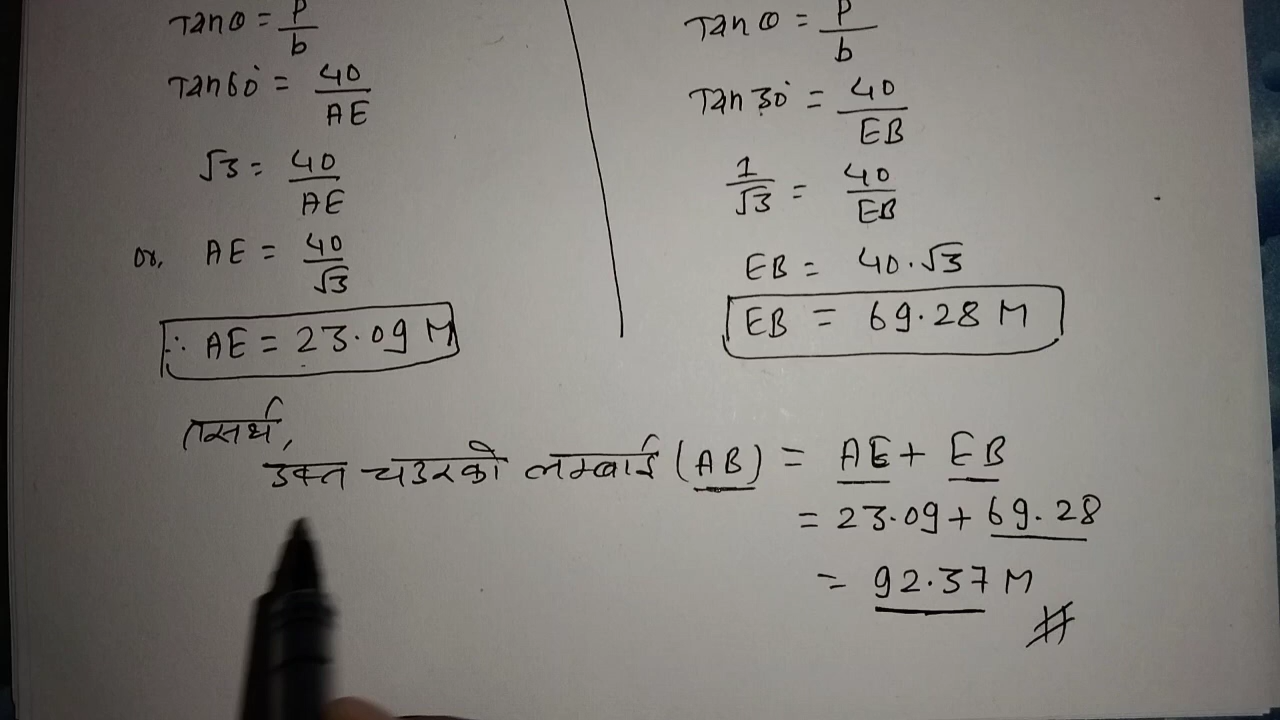 Tanθ = P/b
Tan60° = 40/AE
√3 = 40/AE
or, AE = 40/√3
∴ AE = 23.09 M
Tanθ = P/b
Tan30° = 40/EB
1/√3 = 40/EB
EB = 40.√3
EB = 69.28 M
तसर्थ,
उक्त चउरको लम्बाई (AB) = AE + EB
= 23.09 + 69.28
= 92.37 M
#